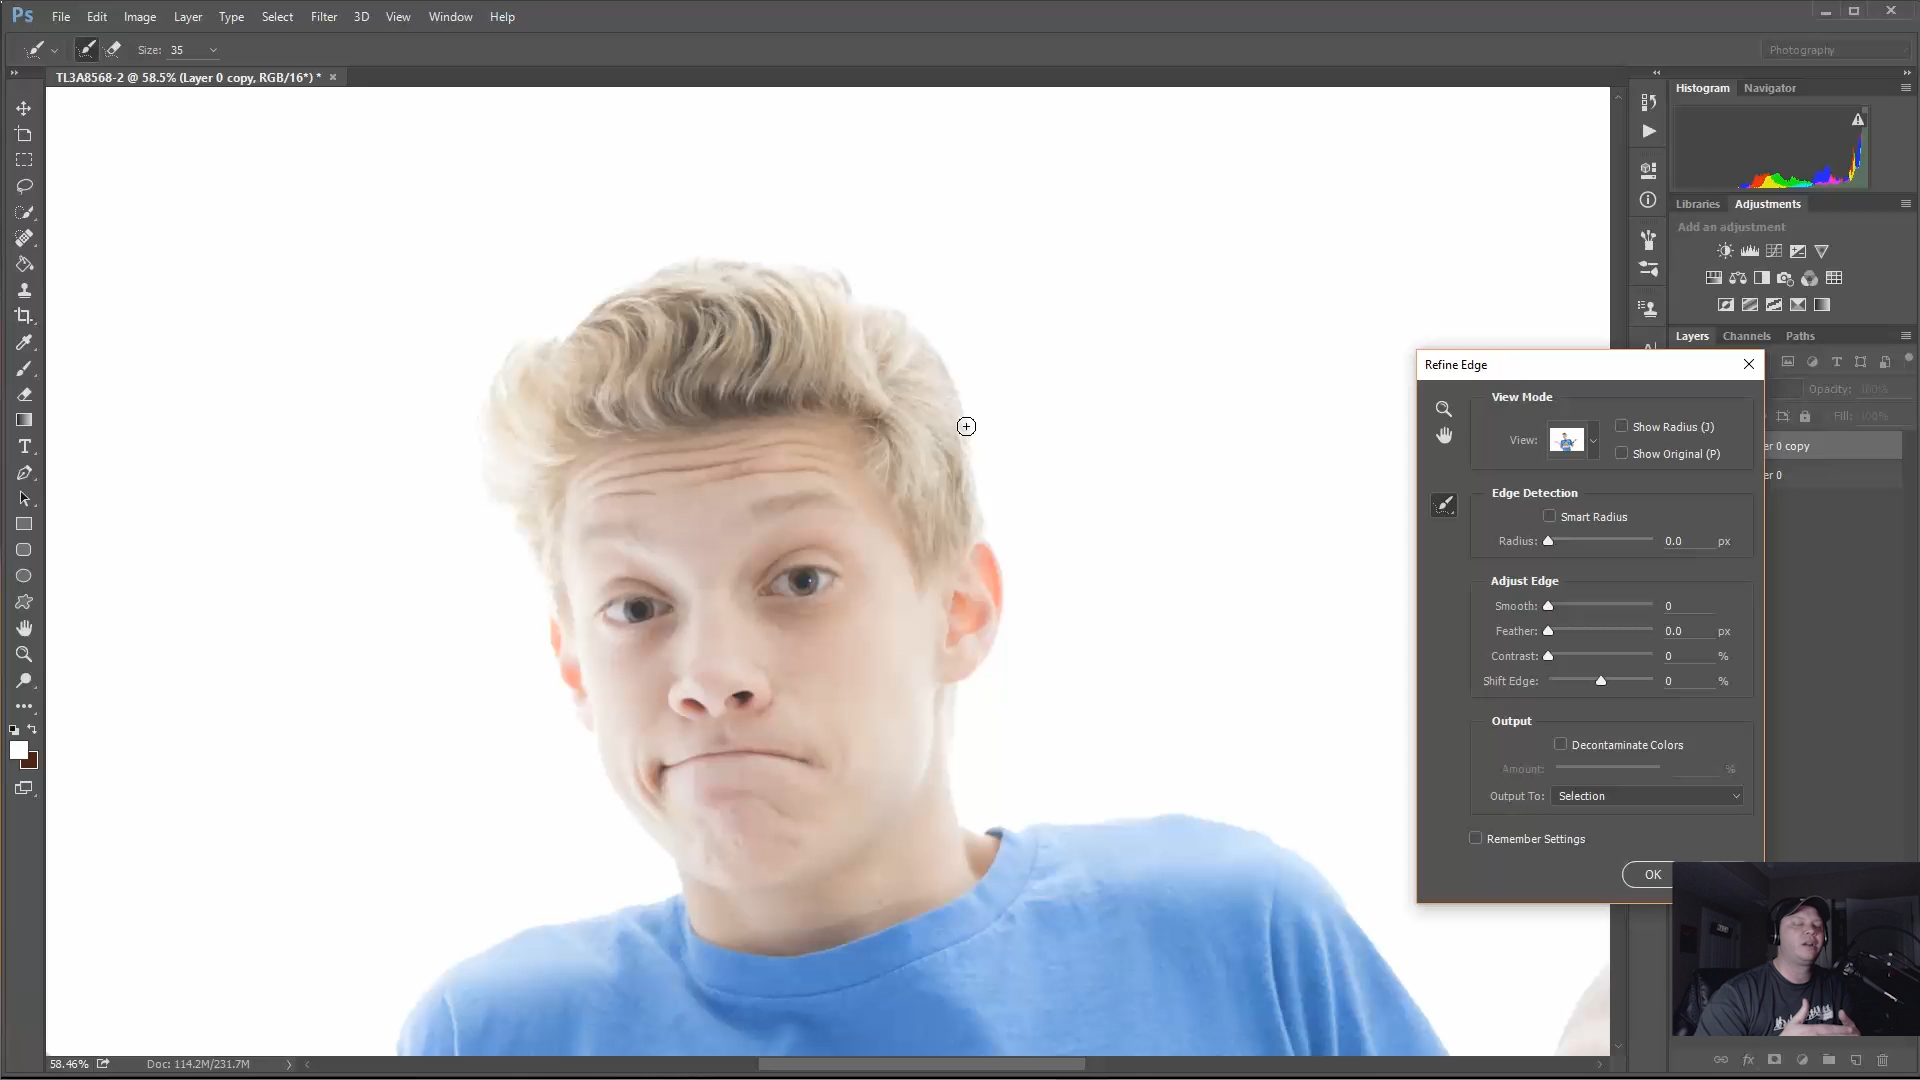 Ps File Edit Image Layer Type Select Filter 3D View Window Help
Size: 35 Photography
TL3A8568-2 @ 58.5% (Layer 0 copy, RGB/16*) * ×
Histogram Navigator
Libraries Adjustments
Add an adjustment
Layers Channels Paths
Opacity: 100%
Fill: 100%
er 0 copy
er 0
Refine Edge
View Mode
View:
Show Radius (J)
Show Original (P)
Edge Detection
Smart Radius
Radius: 0.0 px
Adjust Edge
Smooth: 0
Feather: 0.0 px
Contrast: 0 %
Shift Edge: 0 %
Output
Decontaminate Colors
Amount: %
Output To: Selection
Remember Settings
OK
58.46% Doc: 114.2M/231.7M
fx